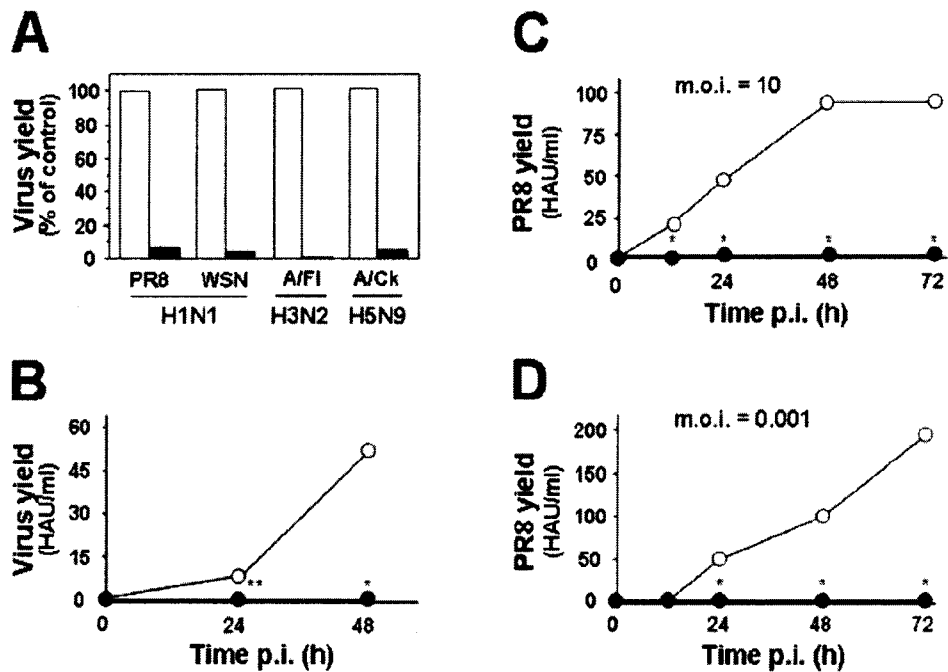 A
Virus yield
(% of control)
100
80
60
40
20
0
PR8 WSN A/Fl A/Ck
H1N1 H3N2 H5N9
B
Virus yield
(HAU/ml)
60
45
30
15
0
** *
0 24 48
Time p.i. (h)
C
m.o.i. = 10
PR8 yield
(HAU/ml)
100
75
50
25
0
* * * *
0 24 48 72
Time p.i. (h)
D
m.o.i. = 0.001
PR8 yield
(HAU/ml)
200
150
100
50
0
* * *
0 24 48 72
Time p.i. (h)